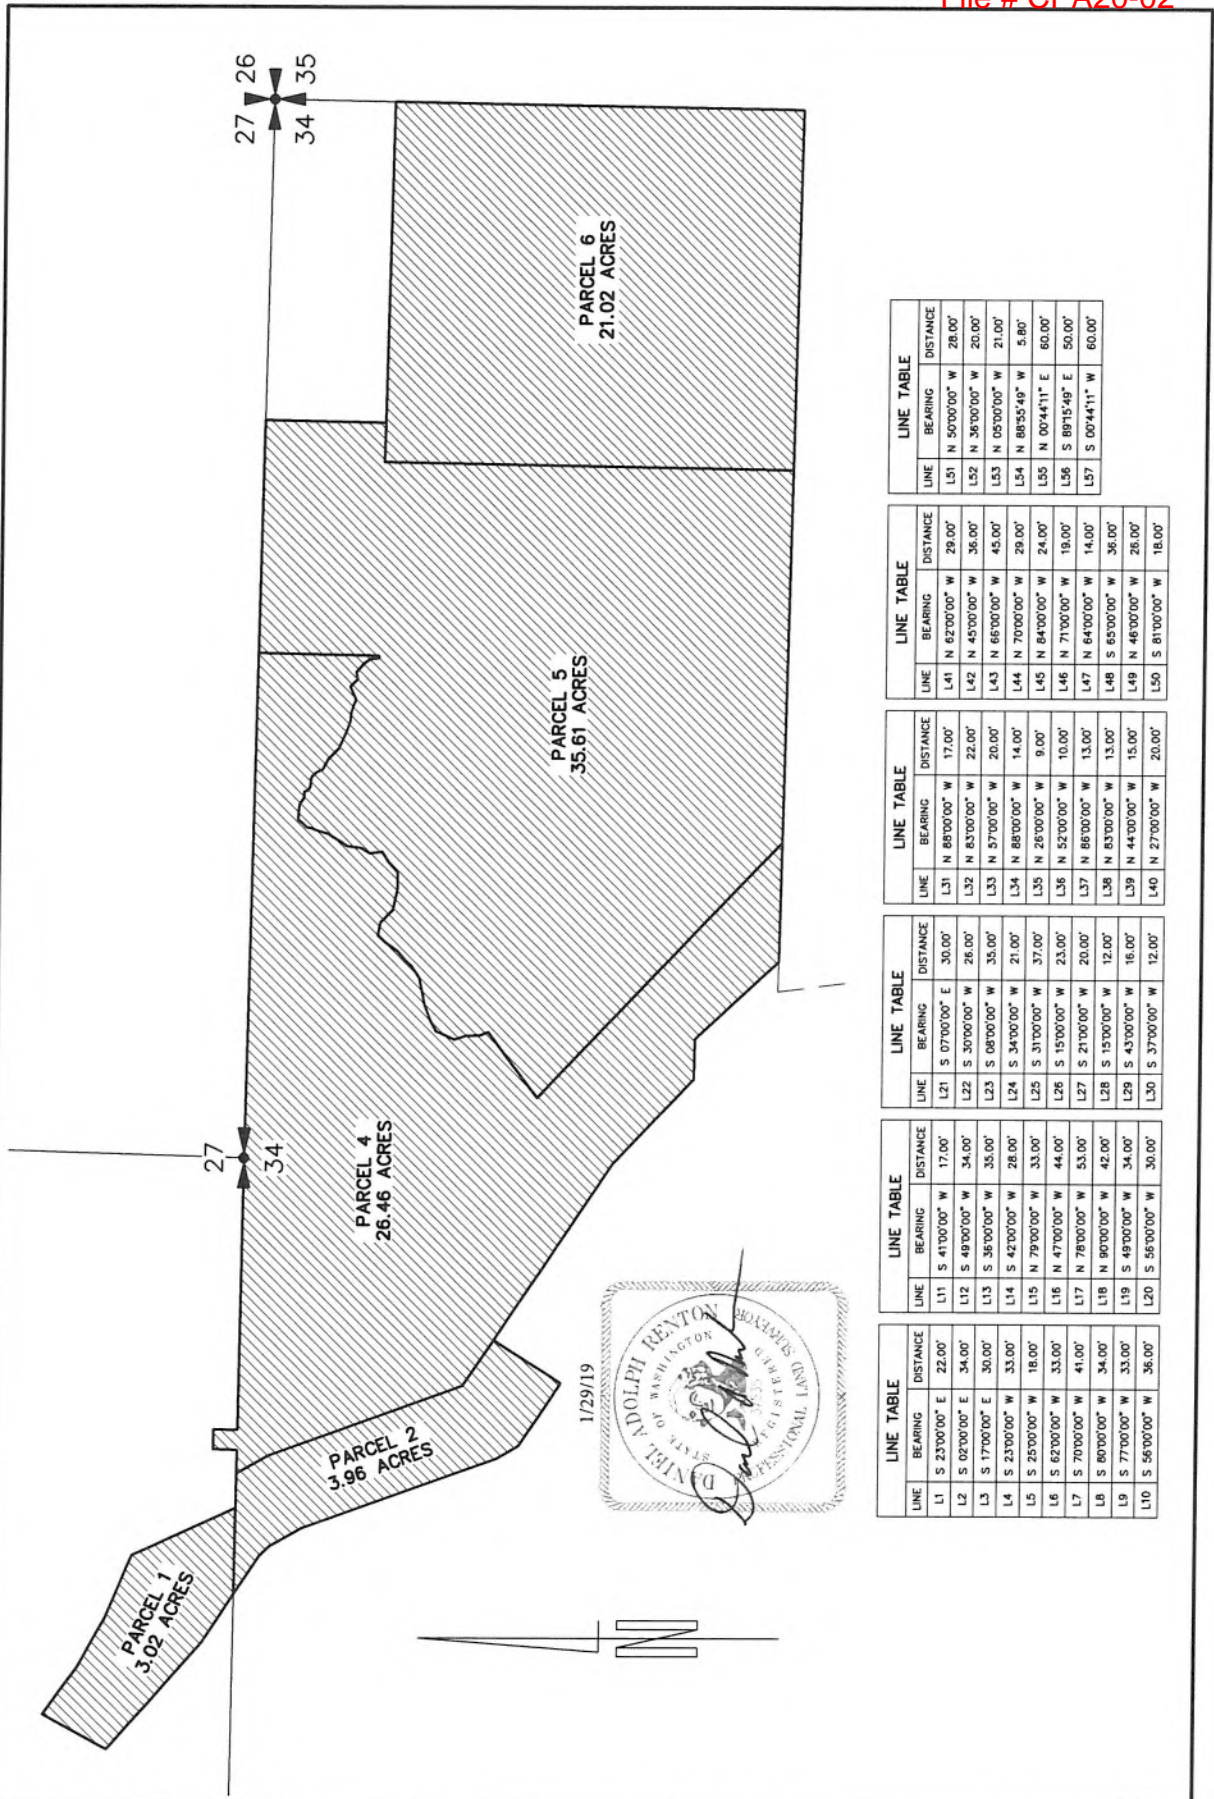 File # CPA20-02
27 26
34 35
27
34
PARCEL 1
3.02 ACRES
PARCEL 2
3.96 ACRES
PARCEL 4
26.46 ACRES
PARCEL 5
35.61 ACRES
PARCEL 6
21.02 ACRES
N
1/29/19
DANIEL ADOLPH RENTON
STATE OF WASHINGTON
REGISTERED
PROFESSIONAL LAND SURVEYOR
LINE TABLE
LINE BEARING DISTANCE
L1 S 23°00'00" E 22.00'
L2 S 02°00'00" E 34.00'
L3 S 17°00'00" E 30.00'
L4 S 23°00'00" W 33.00'
L5 S 25°00'00" W 18.00'
L6 S 62°00'00" W 33.00'
L7 S 70°00'00" W 41.00'
L8 S 80°00'00" W 34.00'
L9 S 77°00'00" W 33.00'
L10 S 56°00'00" W 36.00'
LINE TABLE
LINE BEARING DISTANCE
L11 S 41°00'00" W 17.00'
L12 S 49°00'00" W 34.00'
L13 S 36°00'00" W 35.00'
L14 S 42°00'00" W 28.00'
L15 N 79°00'00" W 33.00'
L16 N 47°00'00" W 44.00'
L17 N 78°00'00" W 53.00'
L18 N 90°00'00" W 42.00'
L19 S 49°00'00" W 34.00'
L20 S 56°00'00" W 30.00'
LINE TABLE
LINE BEARING DISTANCE
L21 S 07°00'00" E 30.00'
L22 S 30°00'00" W 26.00'
L23 S 08°00'00" W 35.00'
L24 S 34°00'00" W 21.00'
L25 S 31°00'00" W 37.00'
L26 S 15°00'00" W 23.00'
L27 S 21°00'00" W 20.00'
L28 S 15°00'00" W 12.00'
L29 S 43°00'00" W 16.00'
L30 S 37°00'00" W 12.00'
LINE TABLE
LINE BEARING DISTANCE
L31 N 88°00'00" W 17.00'
L32 N 83°00'00" W 22.00'
L33 N 57°00'00" W 20.00'
L34 N 88°00'00" W 14.00'
L35 N 26°00'00" W 9.00'
L36 N 52°00'00" W 10.00'
L37 N 86°00'00" W 13.00'
L38 N 83°00'00" W 13.00'
L39 N 44°00'00" W 15.00'
L40 N 27°00'00" W 20.00'
LINE TABLE
LINE BEARING DISTANCE
L41 N 62°00'00" W 29.00'
L42 N 45°00'00" W 36.00'
L43 N 66°00'00" W 45.00'
L44 N 70°00'00" W 29.00'
L45 N 84°00'00" W 24.00'
L46 N 71°00'00" W 19.00'
L47 N 64°00'00" W 14.00'
L48 S 65°00'00" W 36.00'
L49 N 46°00'00" W 26.00'
L50 S 81°00'00" W 18.00'
LINE TABLE
LINE BEARING DISTANCE
L51 N 50°00'00" W 28.00'
L52 N 36°00'00" W 20.00'
L53 N 05°00'00" W 21.00'
L54 N 88°55'49" W 5.80'
L55 N 00°44'11" E 60.00'
L56 S 89°15'49" E 50.00'
L57 S 00°44'11" W 60.00'